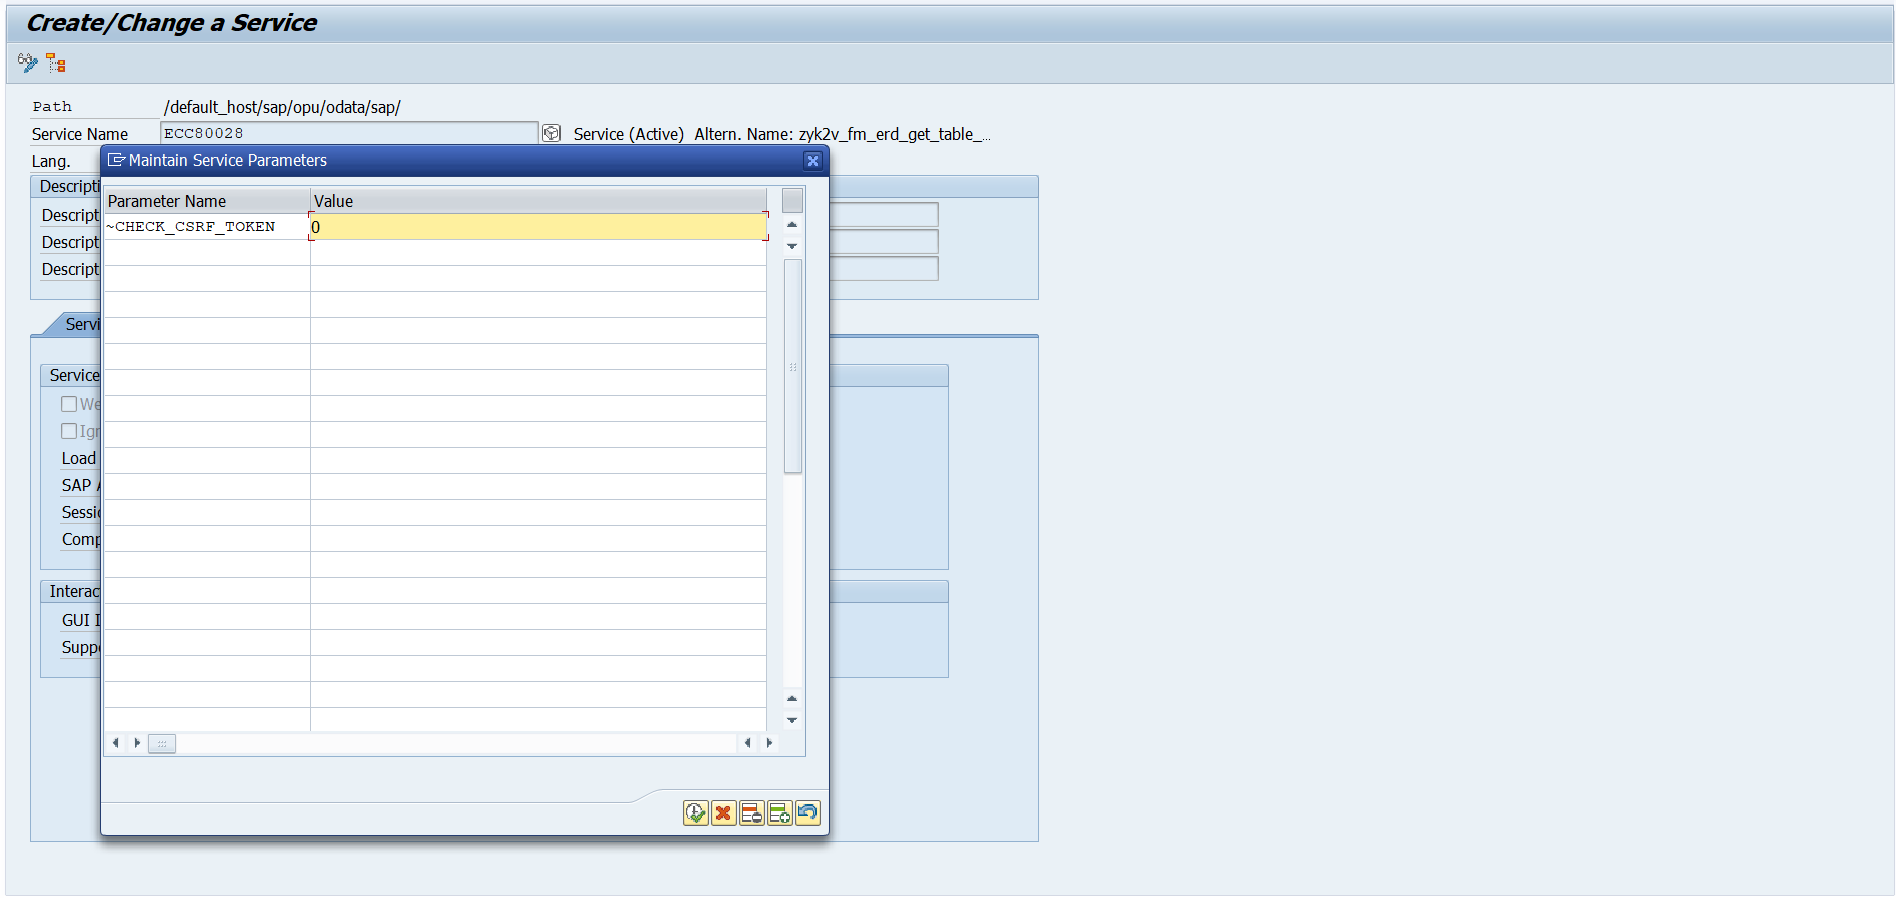 Create/Change a Service
Path /default_host/sap/opu/odata/sap/
Service Name ECC80028 Service (Active) Altern. Name: zyk2v_fm_erd_get_table_...
Lang.
Maintain Service Parameters
Descripti
Parameter Name Value
Descript
~CHECK_CSRF_TOKEN 0
Descript
Descript
Servi
Service
We
Igr
Load
SAP
Sessi
Comp
Interac
GUI I
Supp